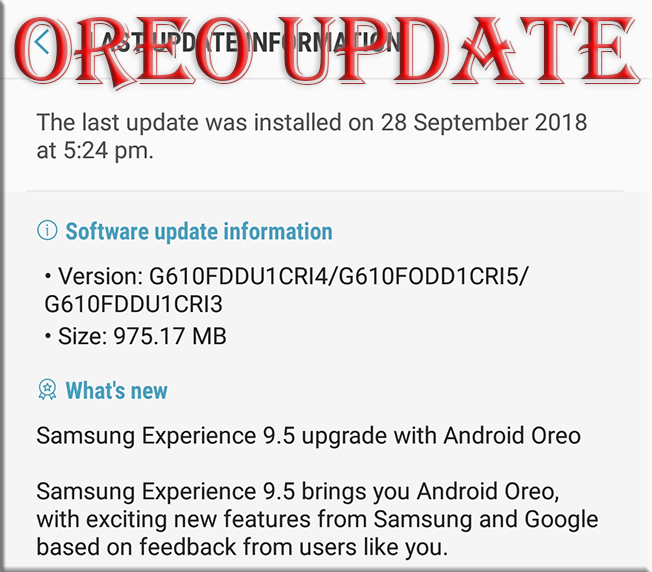 OREO UPDATE
LAST UPDATE INFORMATION
The last update was installed on 28 September 2018
at 5:24 pm.
Software update information
• Version: G610FDDU1CRI4/G610FODD1CRI5/
G610FDDU1CRI3
• Size: 975.17 MB
What's new
Samsung Experience 9.5 upgrade with Android Oreo
Samsung Experience 9.5 brings you Android Oreo,
with exciting new features from Samsung and Google
based on feedback from users like you.